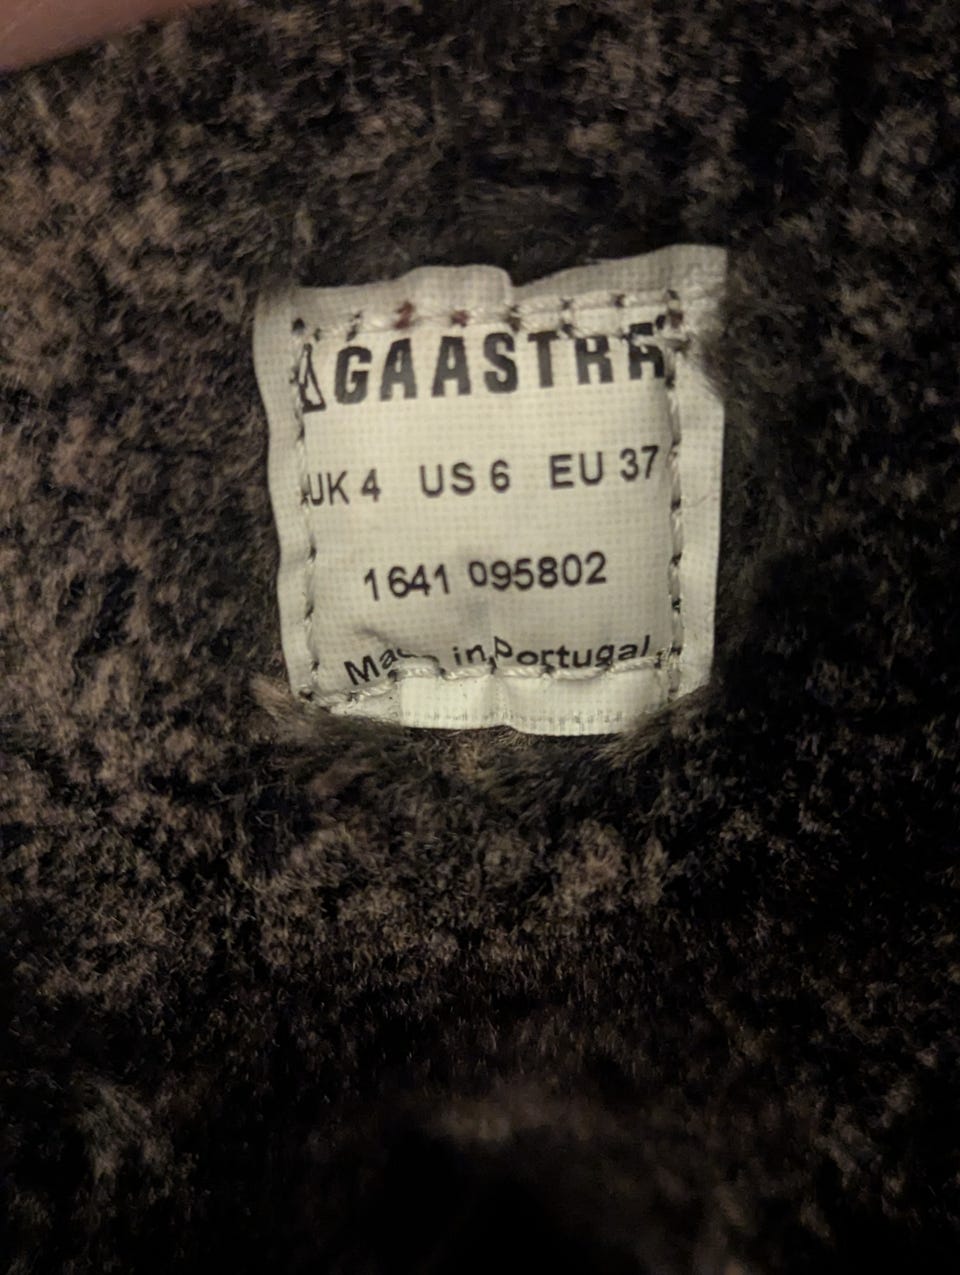 GAASTRA
UK 4 US 6 EU 37
1641 095802
Made in Portugal